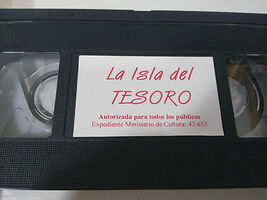 La Isla del
TESORO
Autorizada para todos los públicos
Expediente Ministerio de Cultura: 43.653